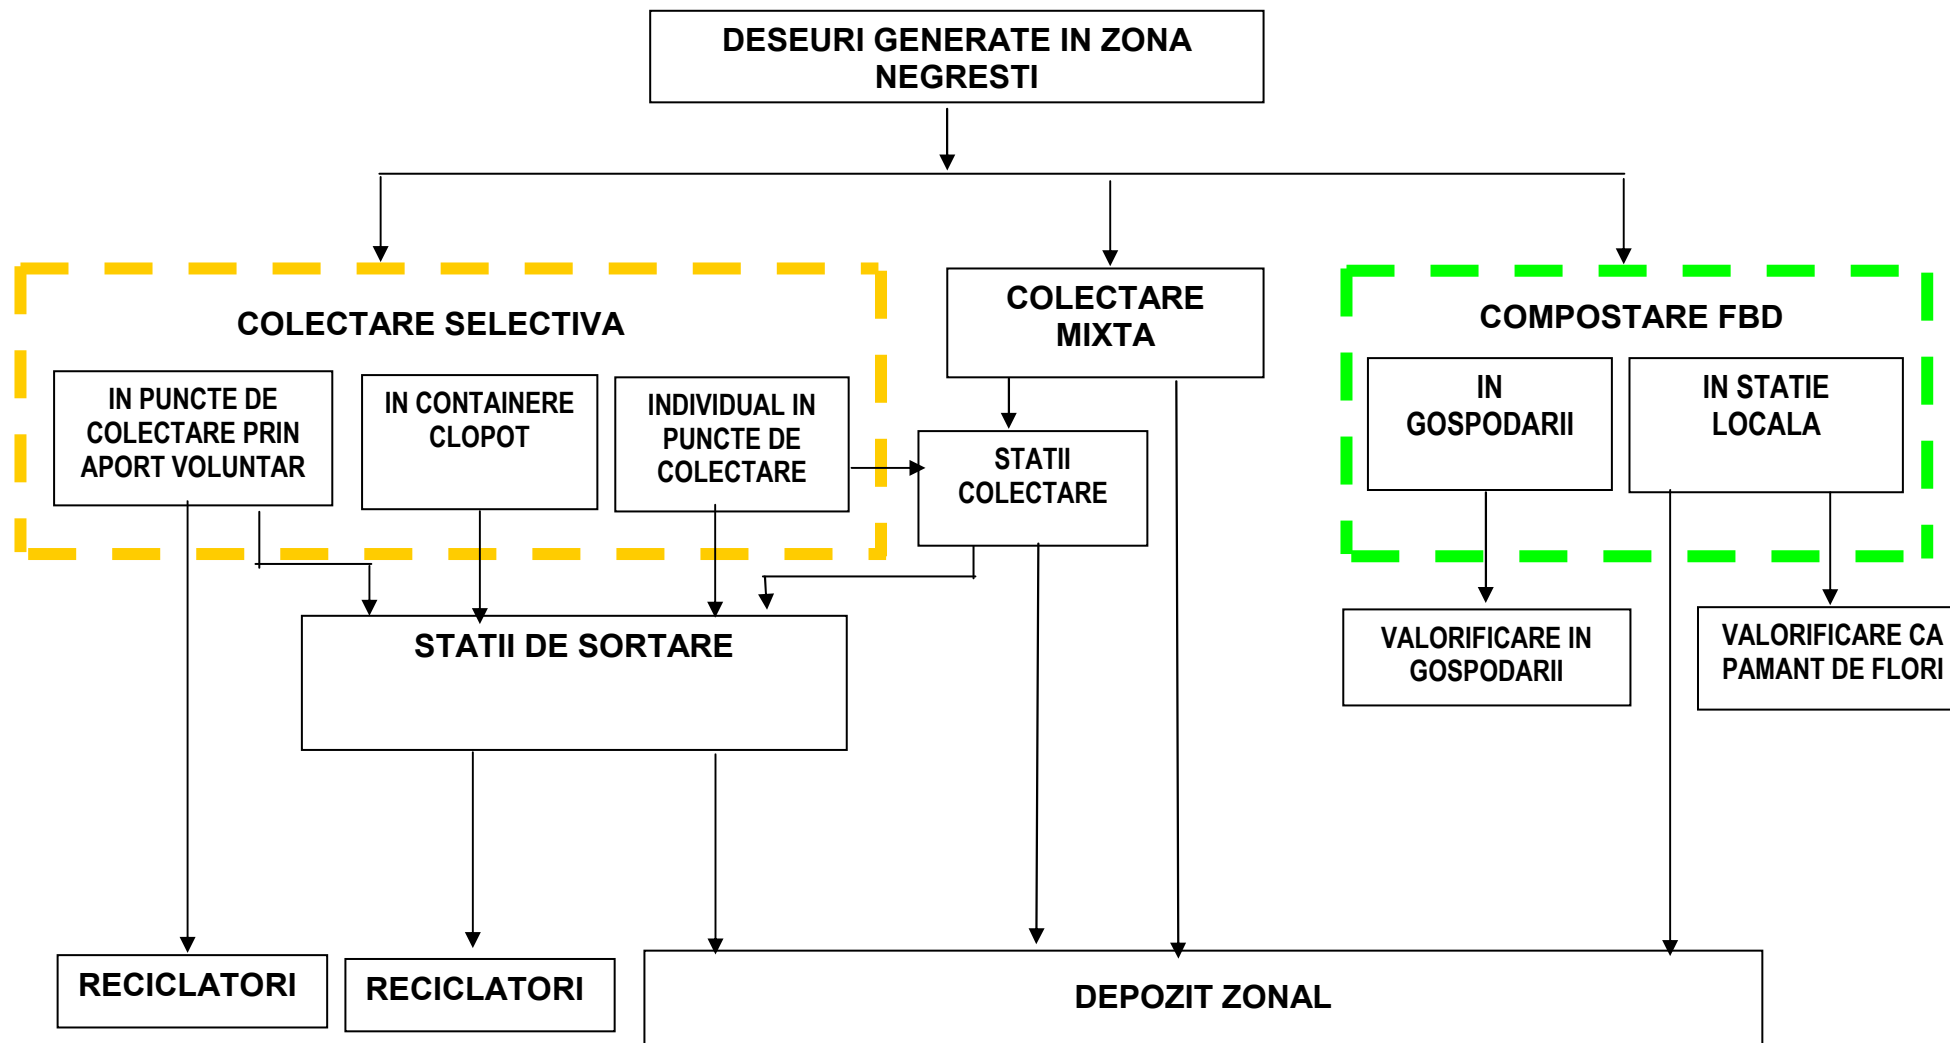 DESEURI GENERATE IN ZONA
NEGRESTI
COLECTARE SELECTIVA
IN PUNCTE DE
COLECTARE PRIN
APORT VOLUNTAR
IN CONTAINERE
CLOPOT
INDIVIDUAL IN
PUNCTE DE
COLECTARE
COLECTARE
MIXTA
STATII
COLECTARE
COMPOSTARE FBD
IN
GOSPODARII
IN STATIE
LOCALA
STATII DE SORTARE
VALORIFICARE IN
GOSPODARII
VALORIFICARE CA
PAMANT DE FLORI
RECICLATORI
RECICLATORI
DEPOZIT ZONAL